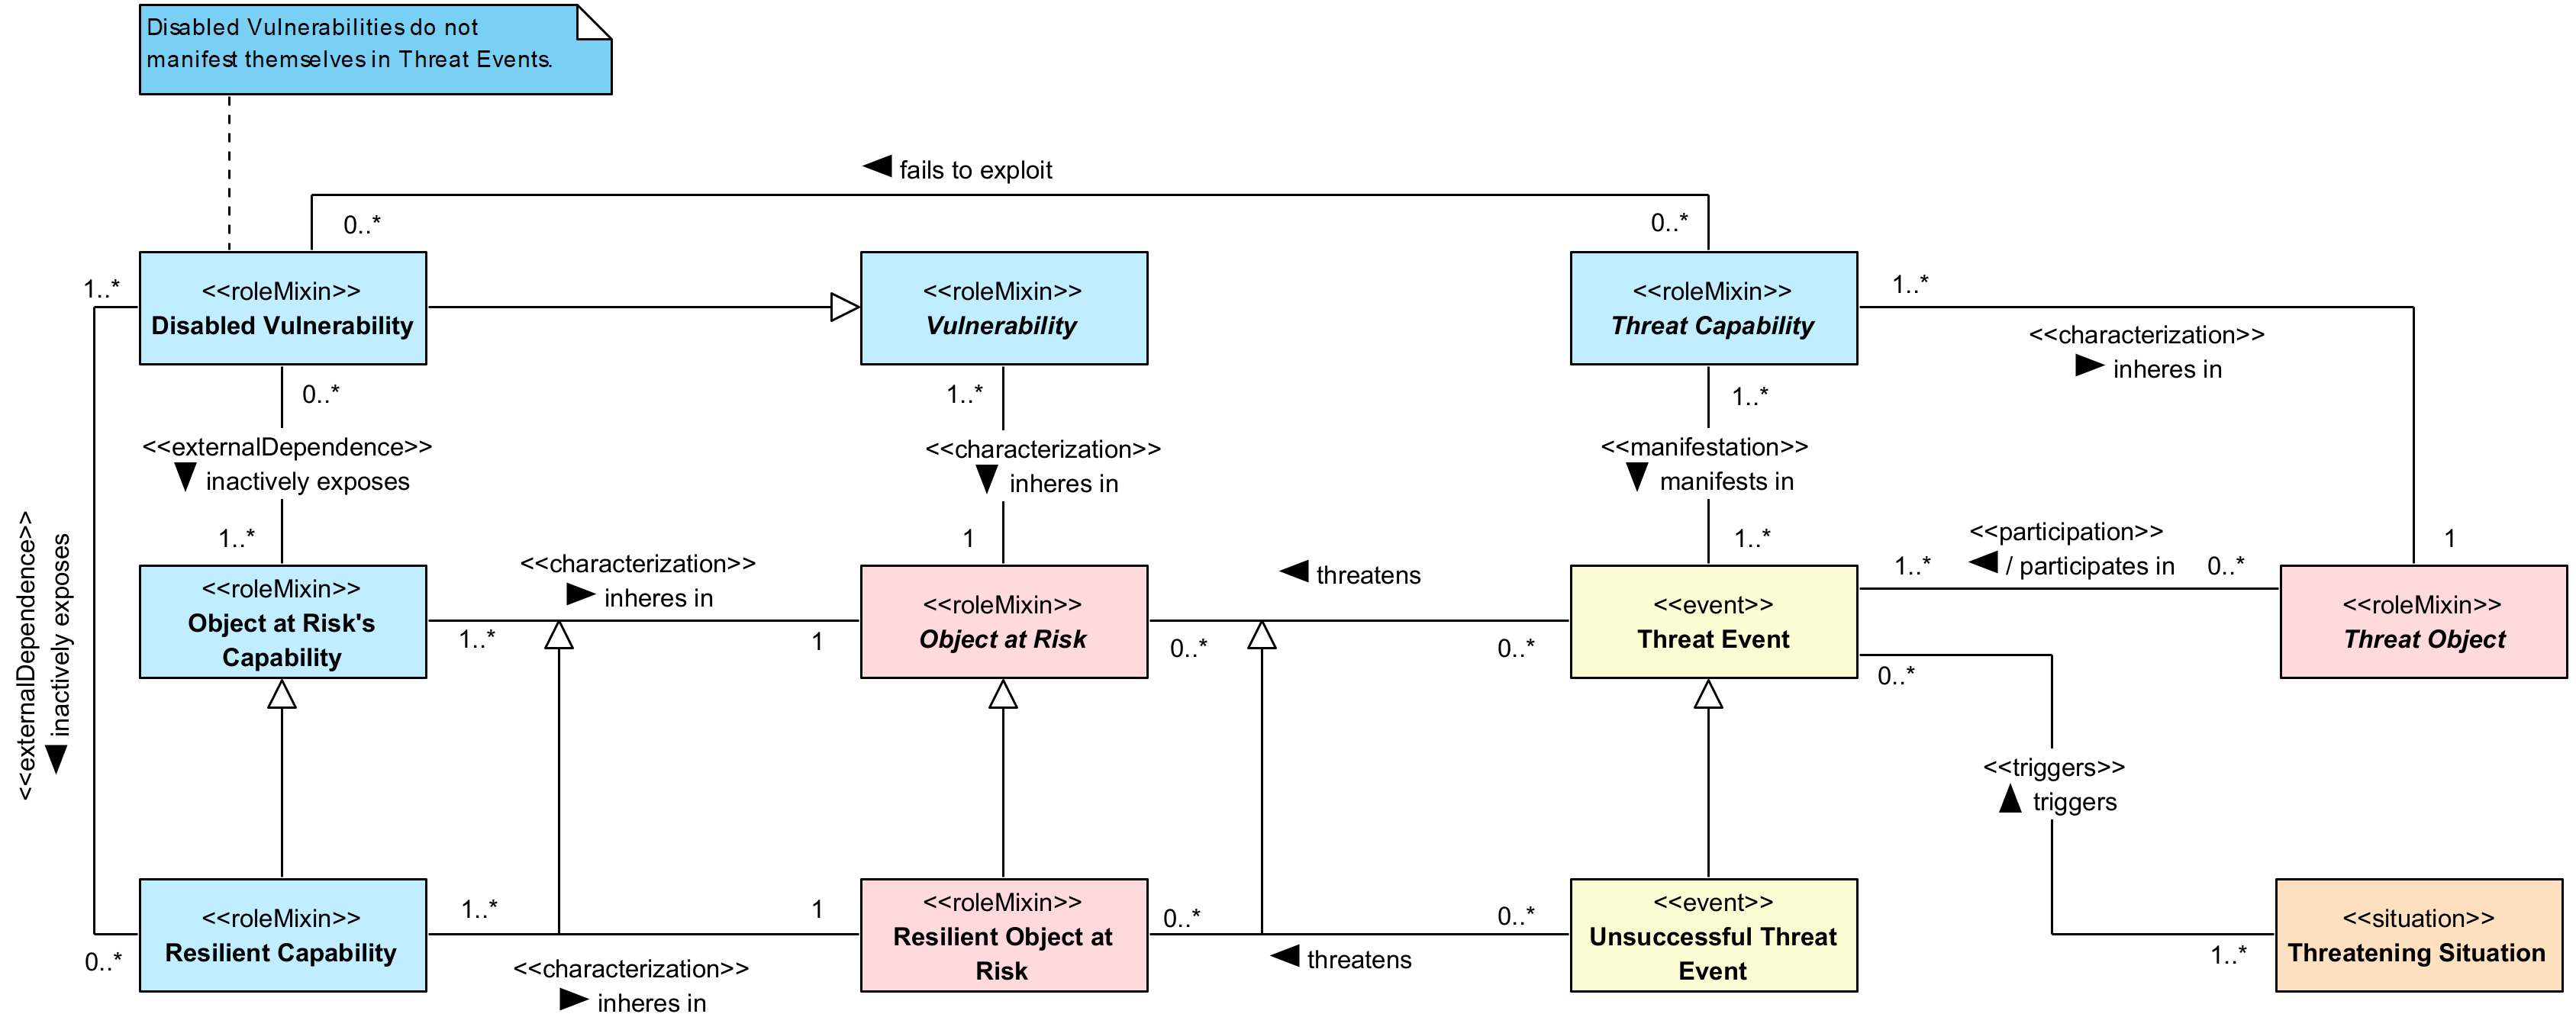 Disabled Vulnerabilities do not
manifest themselves in Threat Events.
fails to exploit
0..*
0..*
1..*
<<roleMixin>>
Disabled Vulnerability
<<roleMixin>>
Vulnerability
<<roleMixin>>
Threat Capability
1..*
<<characterization>>
inheres in
0..*
1..*
1..*
<<externalDependence>>
inactively exposes
<<characterization>>
inheres in
<<manifestation>>
manifests in
<<externalDependence>>
inactively exposes
1..*
1
1..*
<<participation>>
/ participates in
1..*
0..*
1
<<characterization>>
inheres in
threatens
<<roleMixin>>
Object at Risk's
Capability
1..*
1
<<roleMixin>>
Object at Risk
0..*
0..*
<<event>>
Threat Event
<<roleMixin>>
Threat Object
0..*
<<triggers>>
triggers
<<roleMixin>>
Resilient Capability
0..*
1..*
1
<<characterization>>
inheres in
<<roleMixin>>
Resilient Object at
Risk
0..*
0..*
threatens
<<event>>
Unsuccessful Threat
Event
1..*
<<situation>>
Threatening Situation